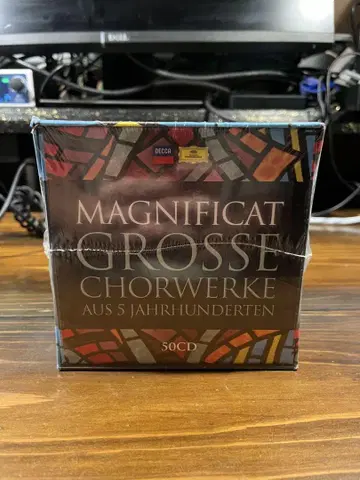 DELL
DECCA
MAGNIFICAT
GROSSE
CHORWERKE
AUS 5 JAHRHUNDERTEN
50CD